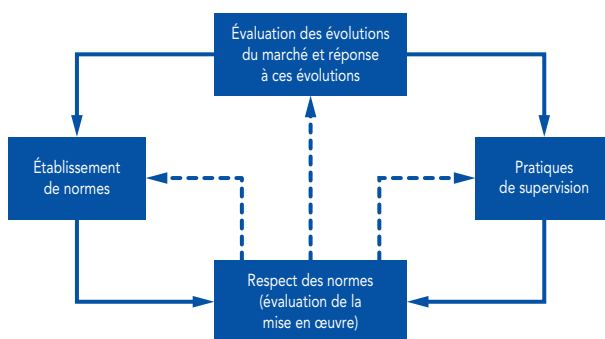 Évaluation des évolutions
du marché et réponse
à ces évolutions
Établissement
de normes
Pratiques
de supervision
Respect des normes
(évaluation de la
mise en œuvre)